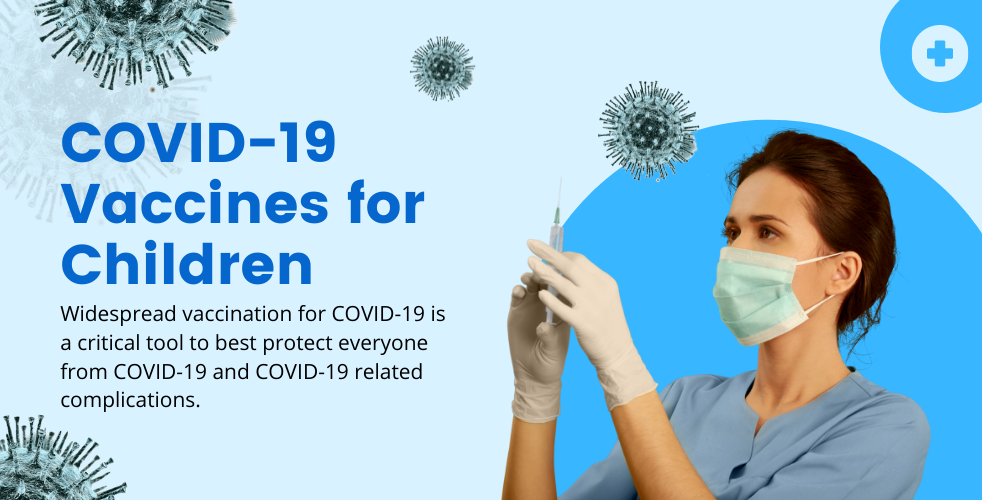 COVID-19
Vaccines for
Children
Widespread vaccination for COVID-19 is
a critical tool to best protect everyone
from COVID-19 and COVID-19 related
complications.